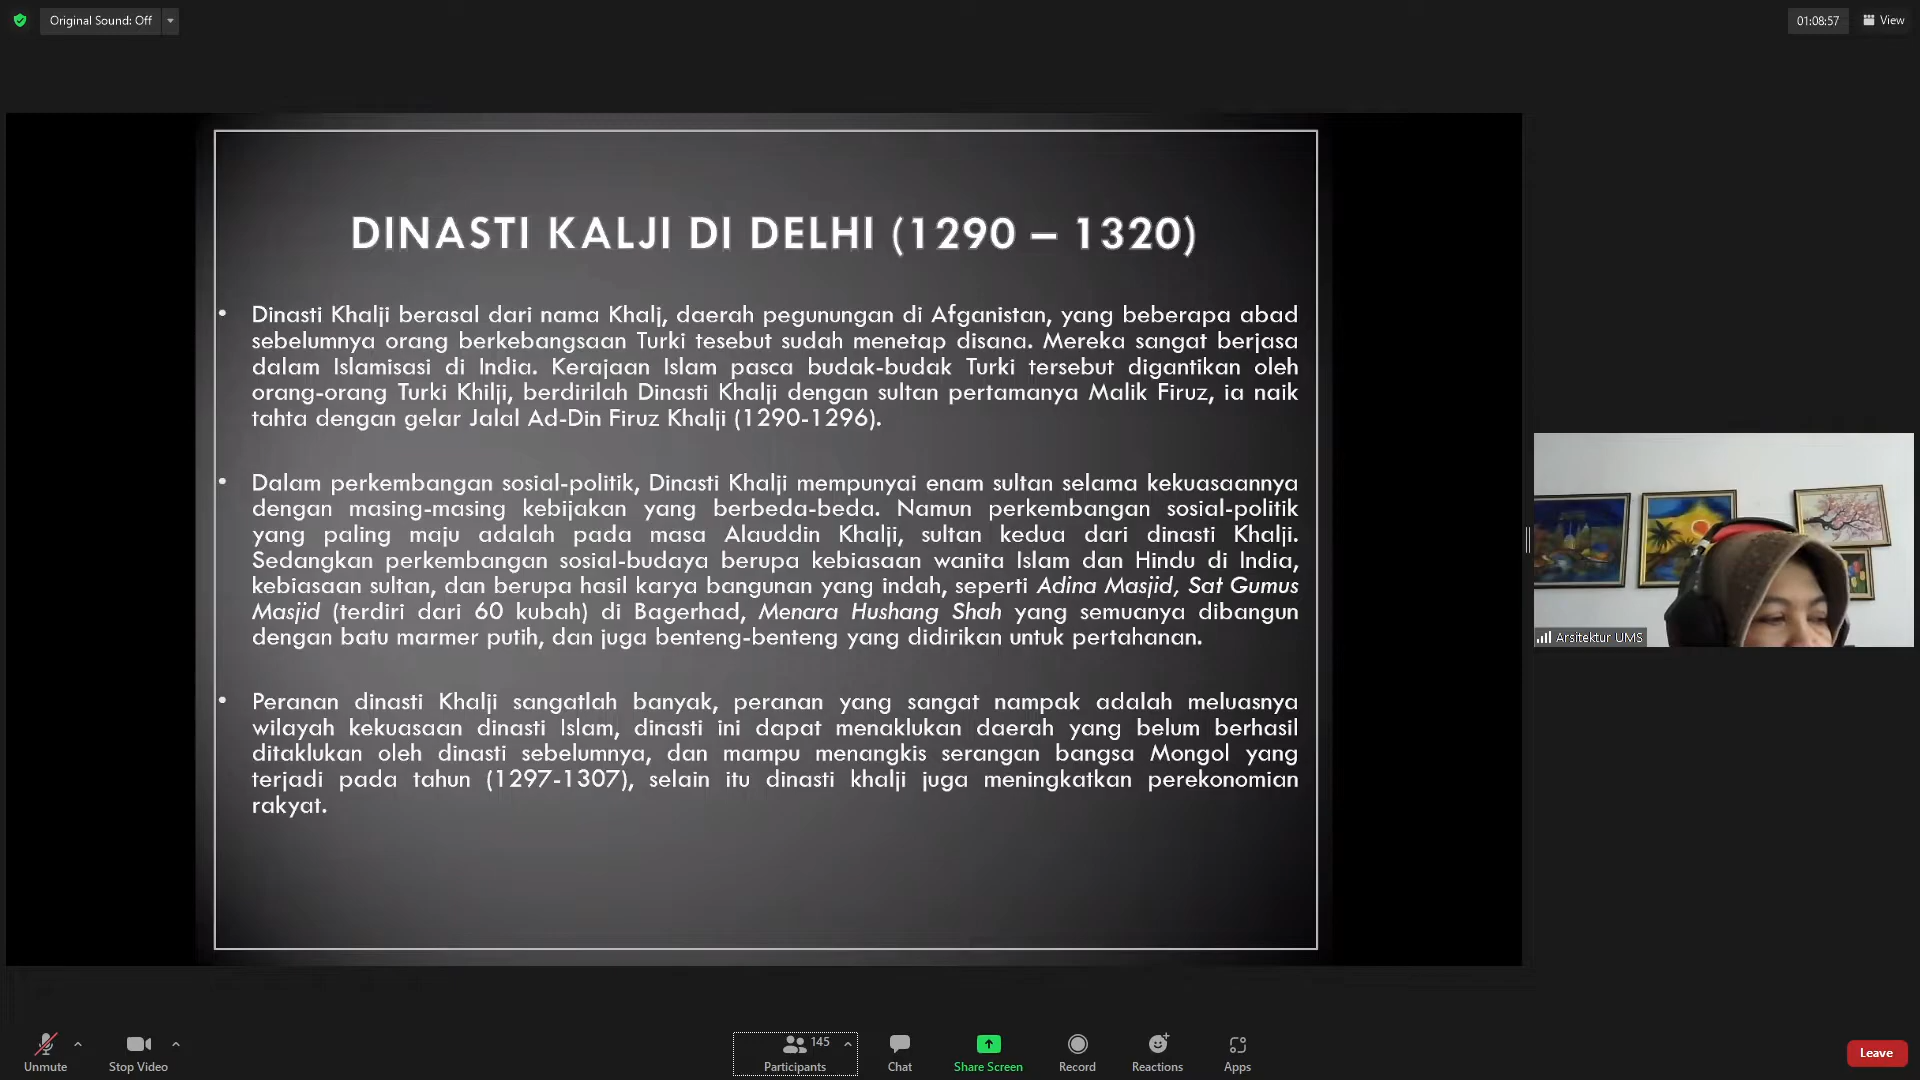 Original Sound: Off
01:08:57
View
DINASTI KALJI DI DELHI (1290 – 1320)
• Dinasti Khalji berasal dari nama Khalj, daerah pegunungan di Afganistan, yang beberapa abad
sebelumnya orang berkebangsaan Turki tesebut sudah menetap disana. Mereka sangat berjasa
dalam Islamisasi di India. Kerajaan Islam pasca budak-budak Turki tersebut digantikan oleh
orang-orang Turki Khilji, berdirilah Dinasti Khalji dengan sultan pertamanya Malik Firuz, ia naik
tahta dengan gelar Jalal Ad-Din Firuz Khalji (1290-1296).
• Dalam perkembangan sosial-politik, Dinasti Khalji mempunyai enam sultan selama kekuasaannya
dengan masing-masing kebijakan yang berbeda-beda. Namun perkembangan sosial-politik
yang paling maju adalah pada masa Alauddin Khalji, sultan kedua dari dinasti Khalji.
Sedangkan perkembangan sosial-budaya berupa kebiasaan wanita Islam dan Hindu di India,
kebiasaan sultan, dan berupa hasil karya bangunan yang indah, seperti Adina Masjid, Sat Gumus
Masjid (terdiri dari 60 kubah) di Bagerhad, Menara Hushang Shah yang semuanya dibangun
dengan batu marmer putih, dan juga benteng-benteng yang didirikan untuk pertahanan.
• Peranan dinasti Khalji sangatlah banyak, peranan yang sangat nampak adalah meluasnya
wilayah kekuasaan dinasti Islam, dinasti ini dapat menaklukan daerah yang belum berhasil
ditaklukan oleh dinasti sebelumnya, dan mampu menangkis serangan bangsa Mongol yang
terjadi pada tahun (1297-1307), selain itu dinasti khalji juga meningkatkan perekonomian
rakyat.
Arsitektur UMS
Unmute
Stop Video
145
Participants
Chat
Share Screen
Record
Reactions
Apps
Leave